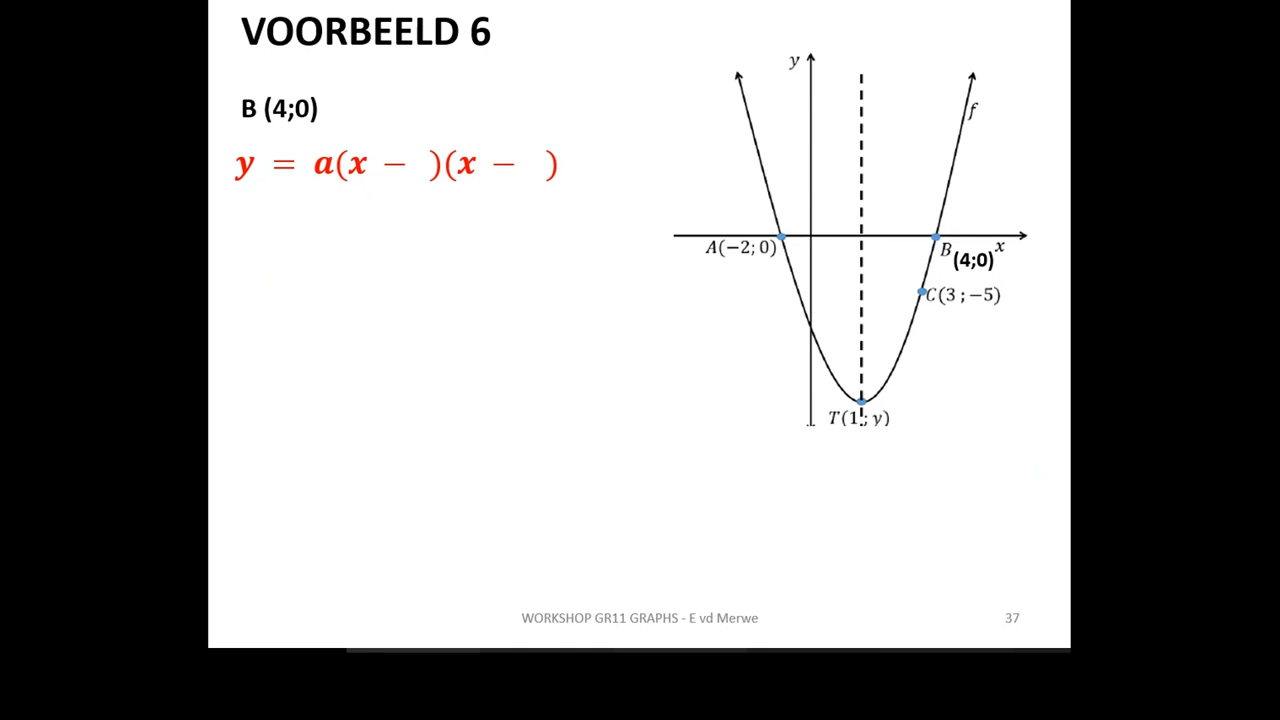 VOORBEELD 6
B (4;0)
y = a(x − )(x − )
y
f
A(−2; 0)
B
(4;0)
x
C(3 ; −5)
T(1 ; y)
WORKSHOP GR11 GRAPHS - E vd Merwe
37